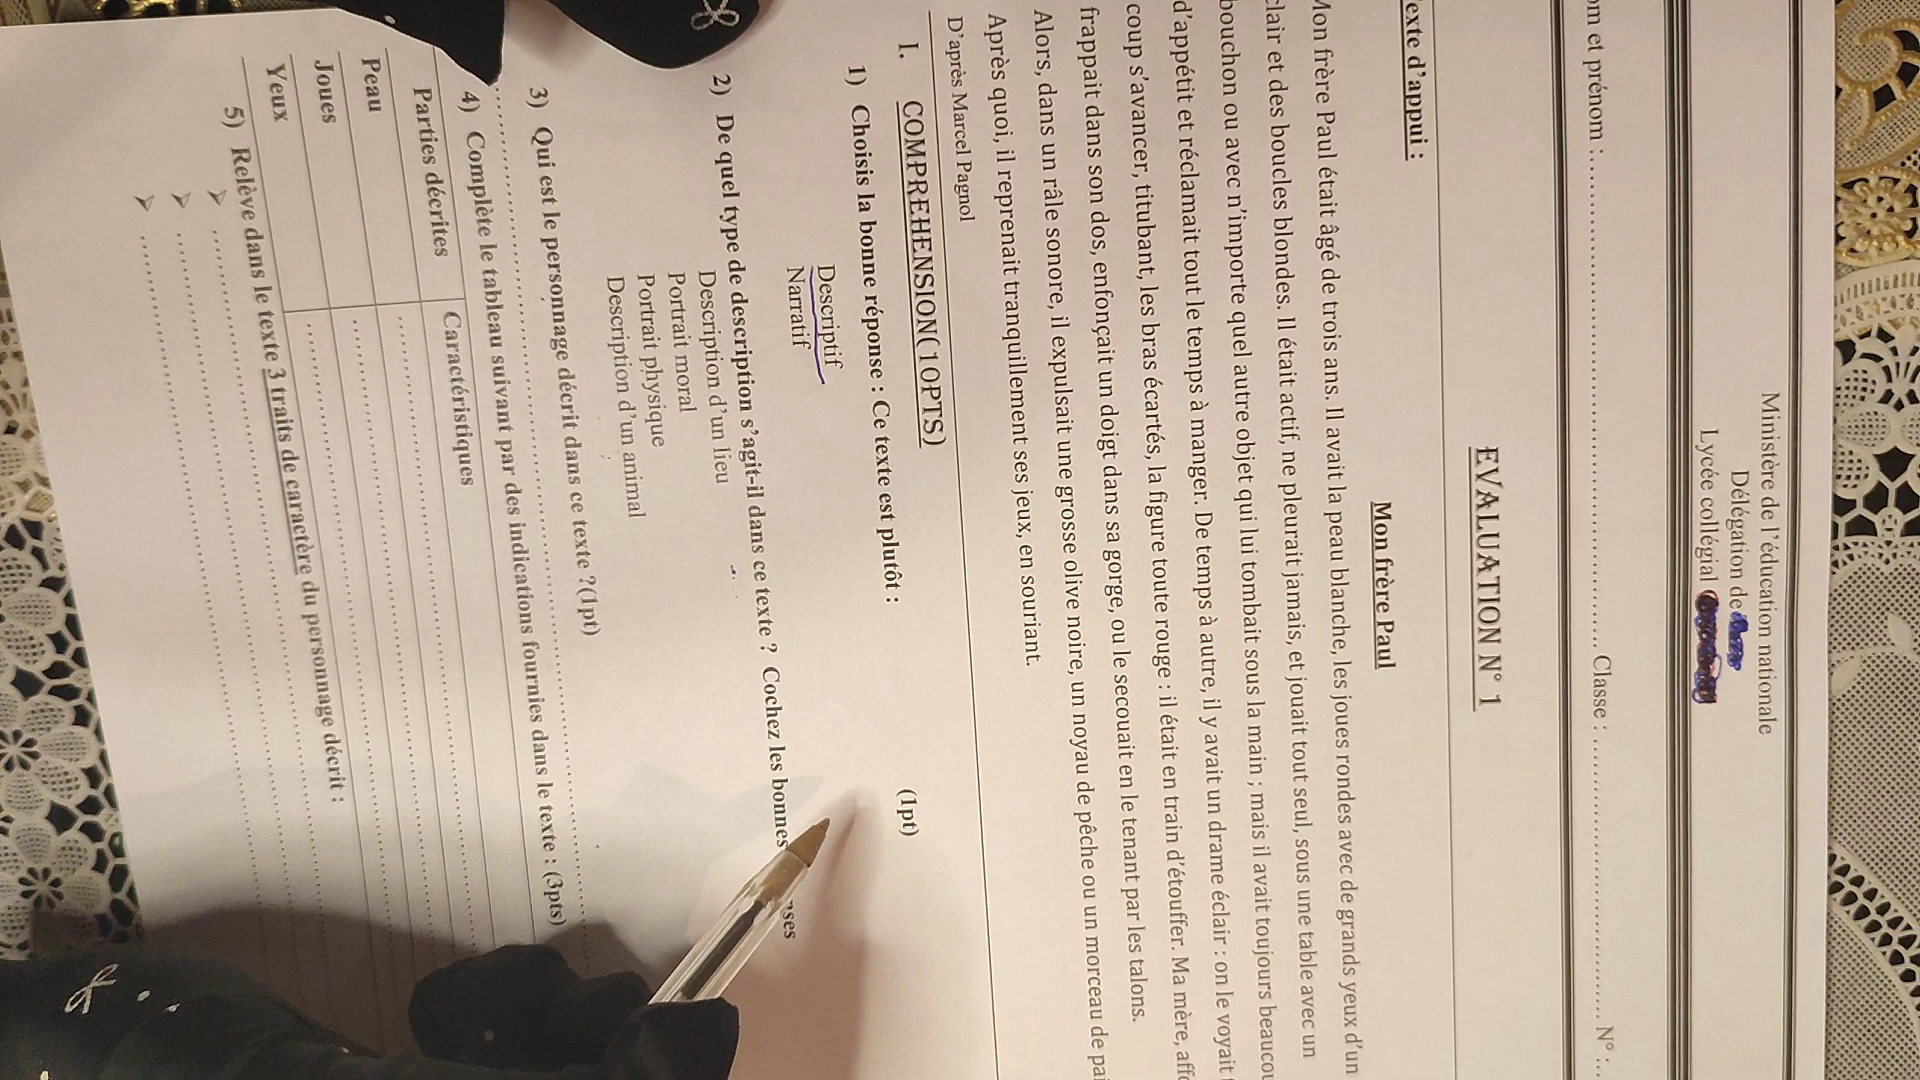 Ministère de l'éducation nationale
Délégation de
Lycée collégial
om et prénom :........................ Classe : ........................ N° :...
EVALUATION N° 1
exte d'appui :
Mon frère Paul
Mon frère Paul était âgé de trois ans. Il avait la peau blanche, les joues rondes avec de grands yeux d'un
clair et des boucles blondes. Il était actif, ne pleurait jamais, et jouait tout seul, sous une table avec un
bouchon ou avec n'importe quel autre objet qui lui tombait sous la main ; mais il avait toujours beaucou
d'appétit et réclamait tout le temps à manger. De temps à autre, il y avait un drame éclair : on le voyait
coup s'avancer, titubant, les bras écartés, la figure toute rouge : il était en train d'étouffer. Ma mère, affo
frappait dans son dos, enfonçait un doigt dans sa gorge, ou le secouait en le tenant par les talons.
Alors, dans un râle sonore, il expulsait une grosse olive noire, un noyau de pêche ou un morceau de pai
Après quoi, il reprenait tranquillement ses jeux, en souriant.
D'après Marcel Pagnol
I. COMPREHENSION(10PTS)
1) Choisis la bonne réponse : Ce texte est plutôt : (1pt)
Descriptif
Narratif
2) De quel type de description s'agit-il dans ce texte ? Cochez les bonnes
Description d'un lieu
Portrait moral
Portrait physique
Description d'un animal
3) Qui est le personnage décrit dans ce texte ?(1pt)
........................
4) Complète le tableau suivant par des indications fournies dans le texte : (3pts)
Parties décrites Caractéristiques
Peau ........................
Joues ........................
Yeux ........................
5) Relève dans le texte 3 traits de caractère du personnage décrit :
➤ ........................
➤ ........................
➤ ........................